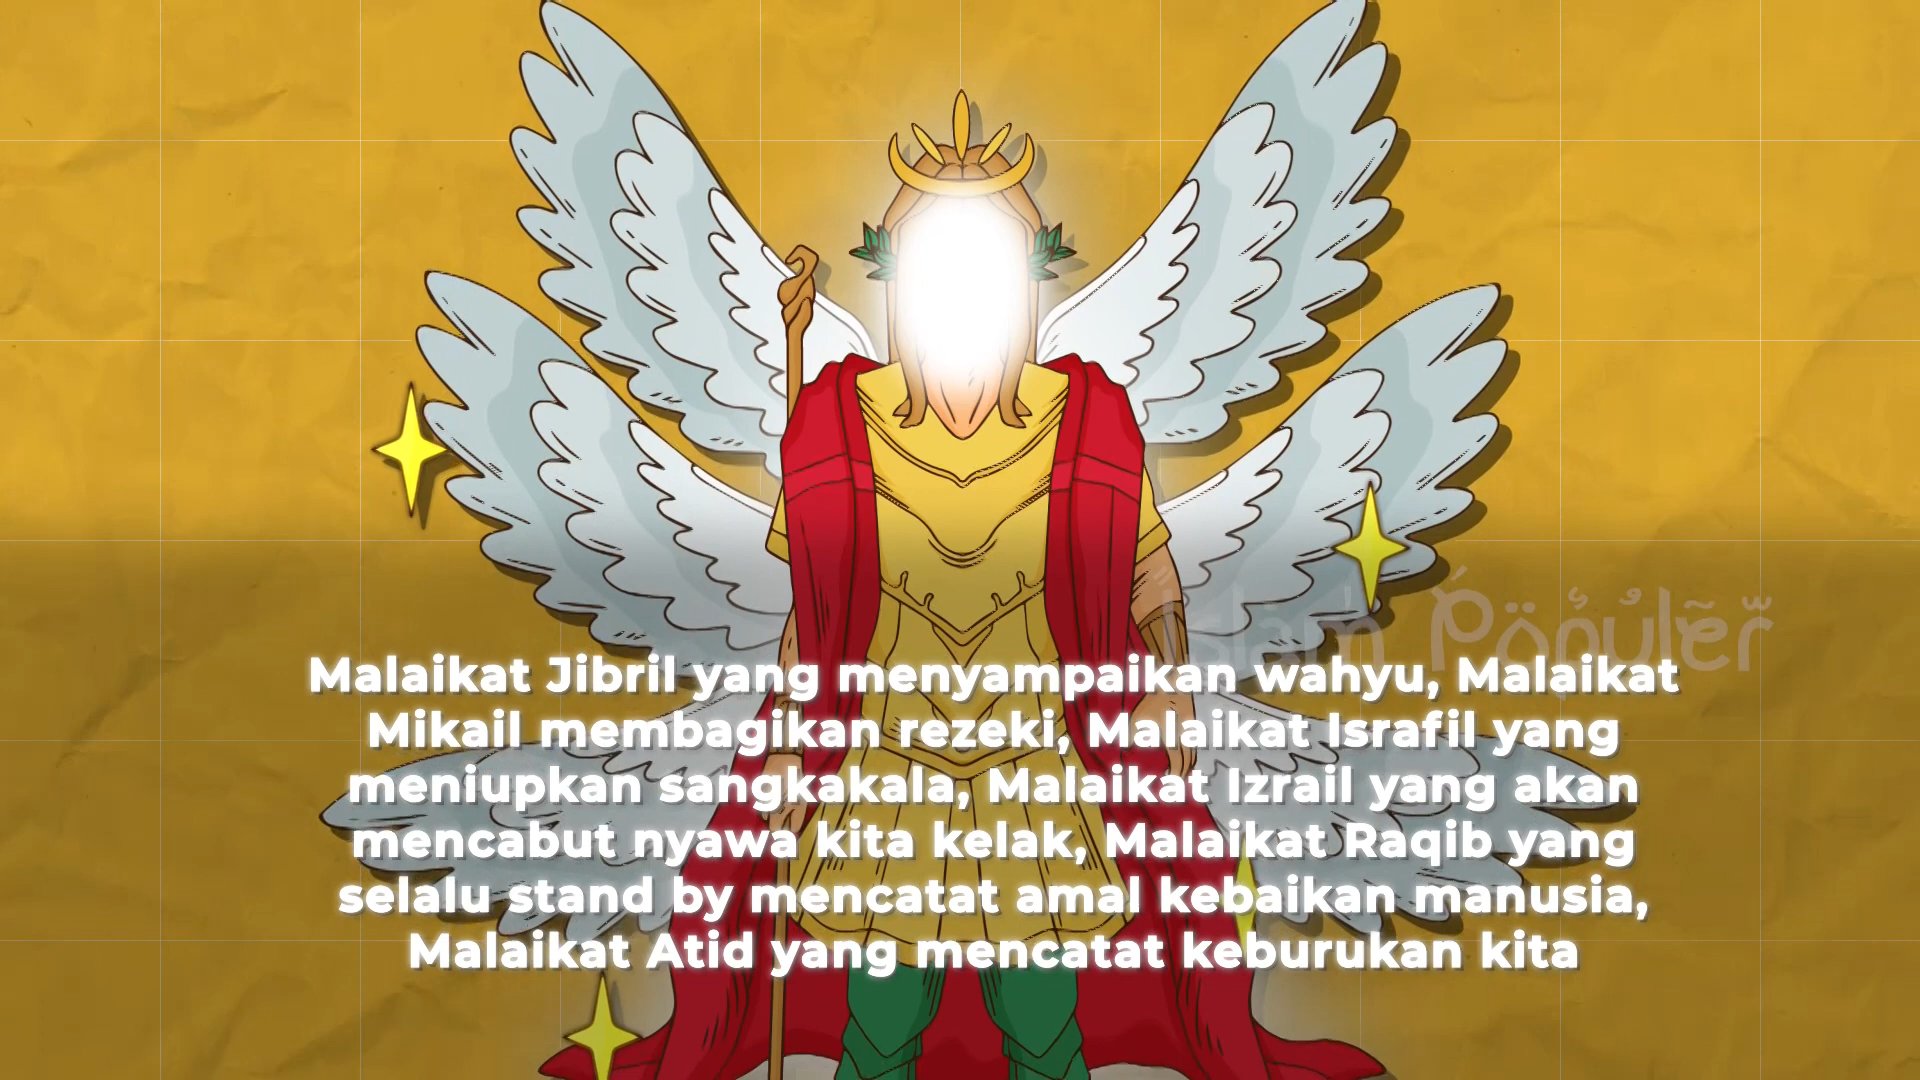 Islam Populer
Malaikat Jibril yang menyampaikan wahyu, Malaikat
Mikail membagikan rezeki, Malaikat Israfil yang
meniupkan sangkakala, Malaikat Izrail yang akan
mencabut nyawa kita kelak, Malaikat Raqib yang
selalu stand by mencatat amal kebaikan manusia,
Malaikat Atid yang mencatat keburukan kita